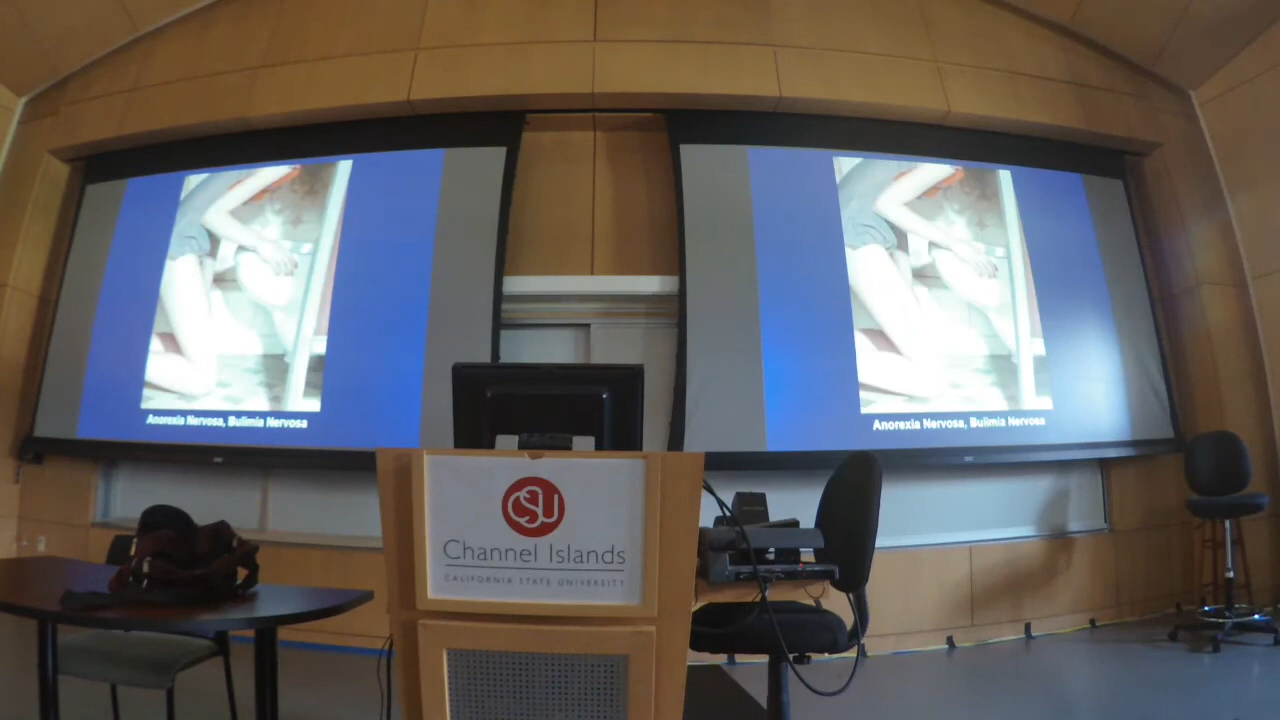 Anorexia Nervosa, Bulimia Nervosa
Anorexia Nervosa, Bulimia Nervosa
CSU
Channel Islands
CALIFORNIA STATE UNIVERSITY